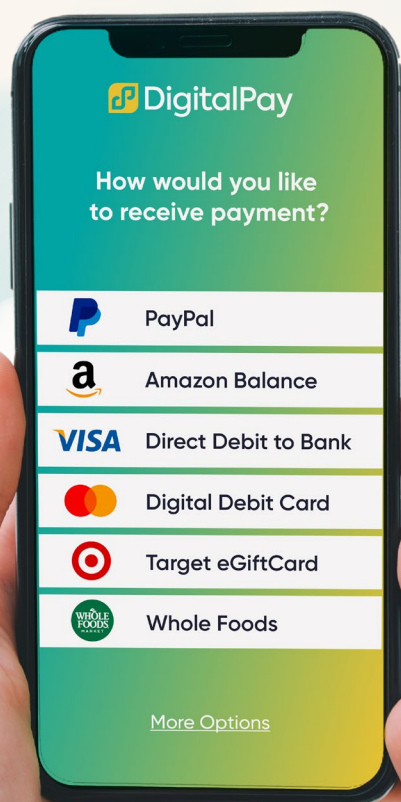 DigitalPay
How would you like
to receive payment?
PayPal
a
Amazon Balance
VISA
Direct Debit to Bank
Digital Debit Card
Target eGiftCard
WHOLE
FOODS
MARKET
Whole Foods
More Options